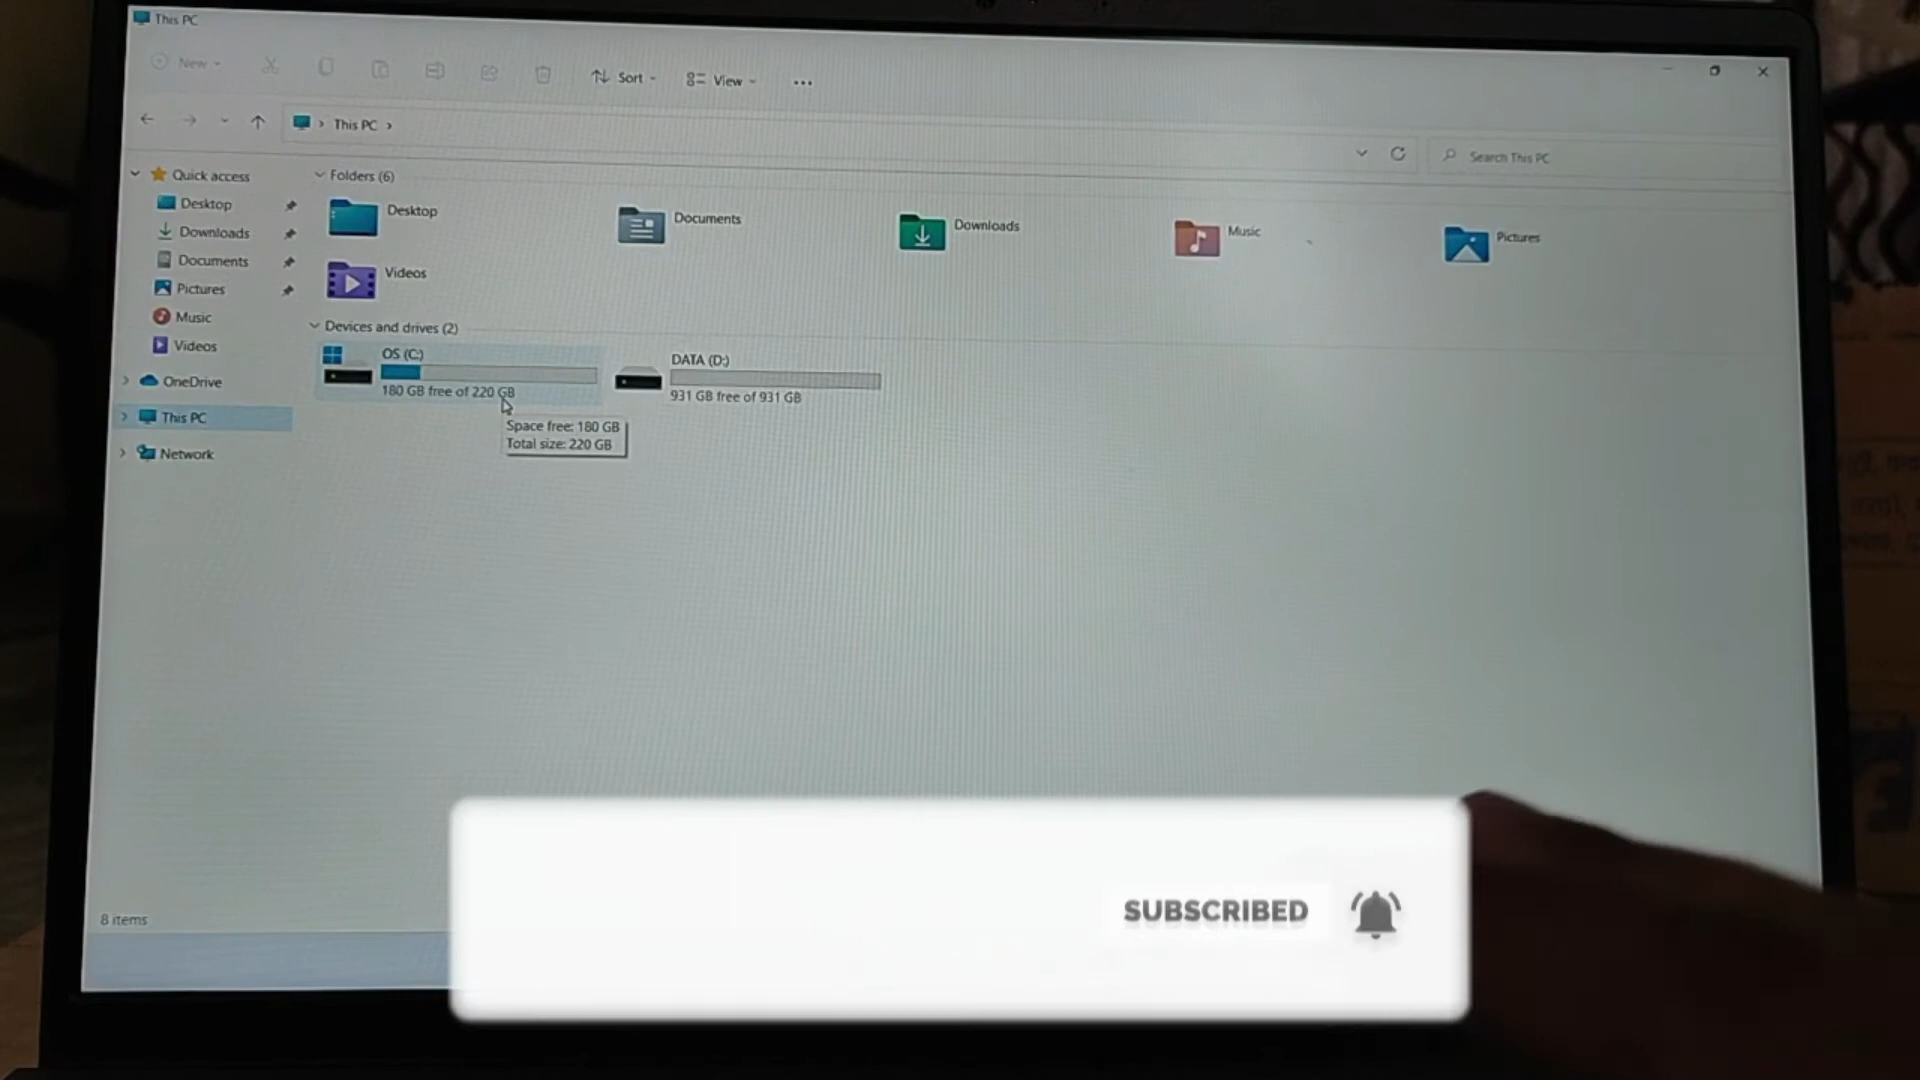 This PC
New
Sort
View
This PC
Search This PC
Quick access
Desktop
Downloads
Documents
Pictures
Music
Videos
OneDrive
This PC
Network
Folders (6)
Desktop
Documents
Downloads
Music
Pictures
Videos
Devices and drives (2)
OS (C:)
180 GB free of 220 GB
DATA (D:)
931 GB free of 931 GB
Space free: 180 GB
Total size: 220 GB
8 items
SUBSCRIBED